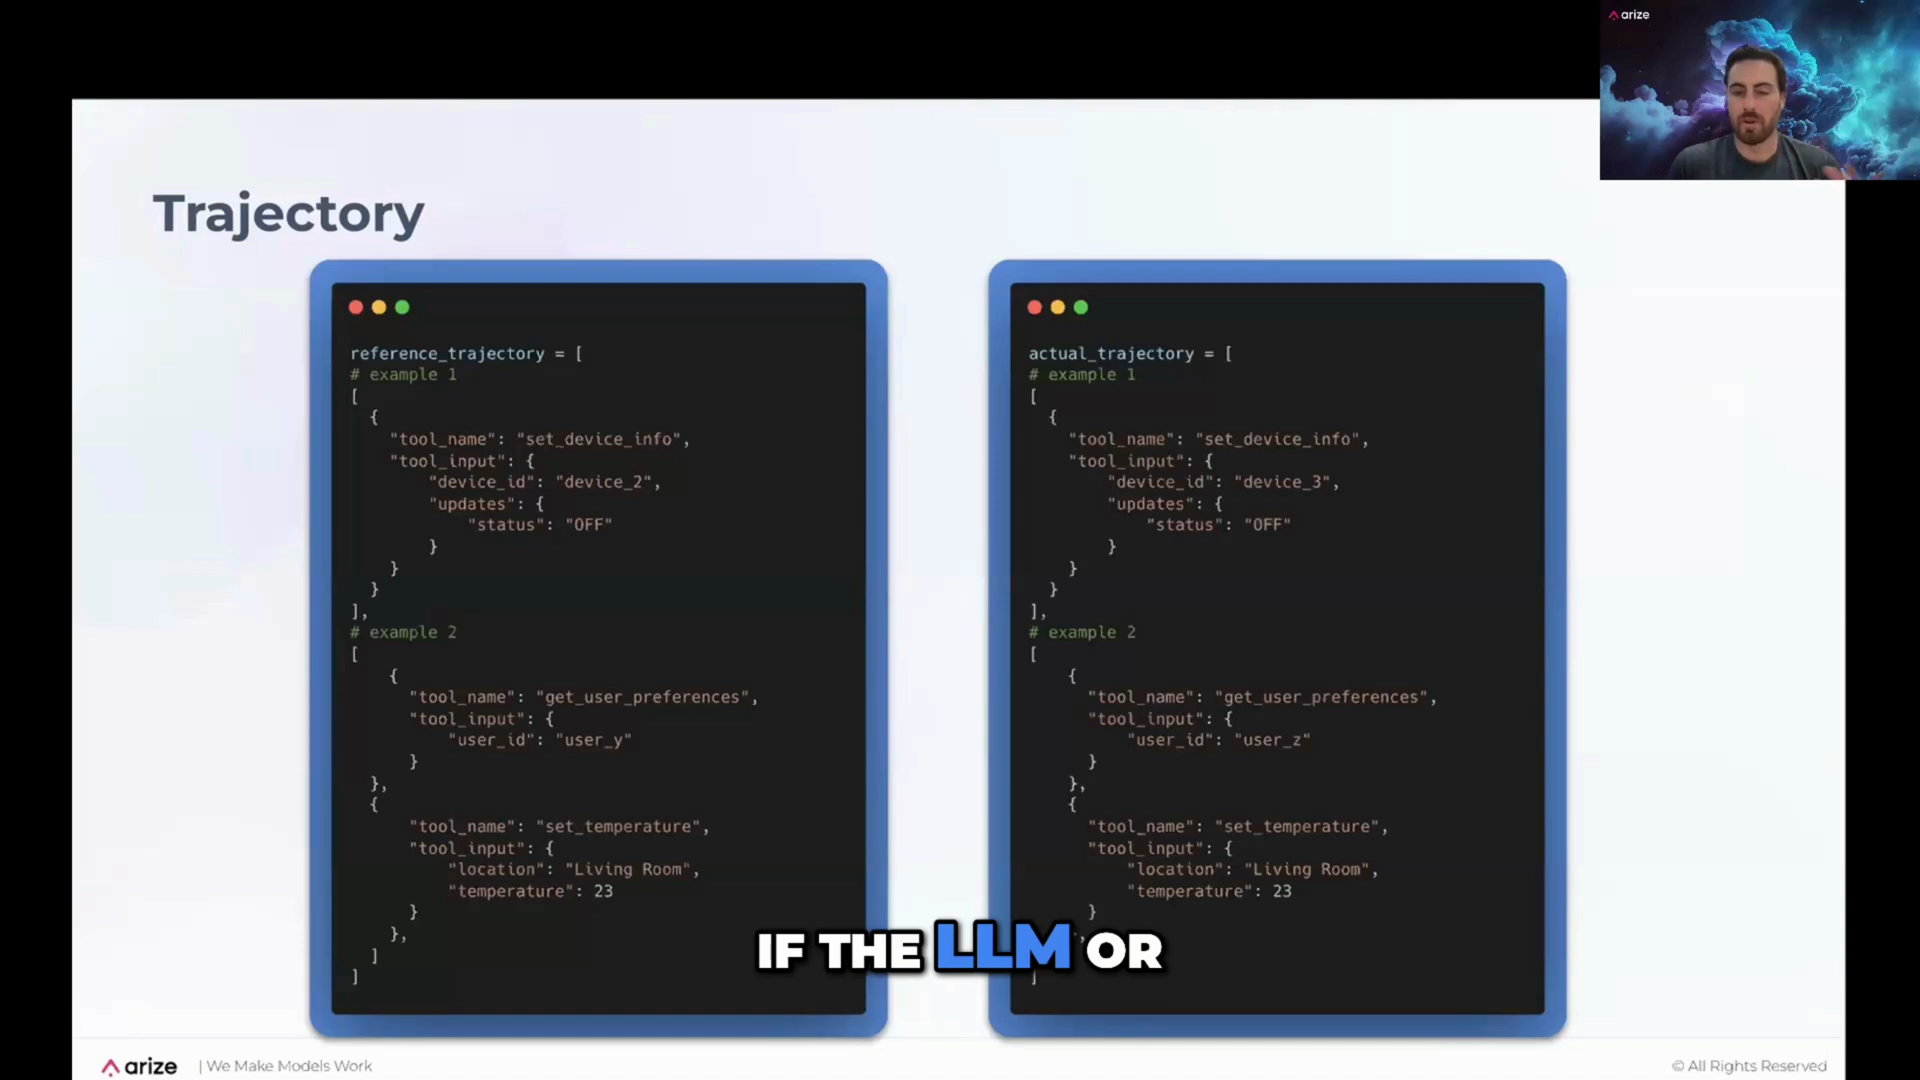 arize
Trajectory
reference_trajectory = [
# example 1
[
{
"tool_name": "set_device_info",
"tool_input": {
"device_id": "device_2",
"updates": {
"status": "OFF"
}
}
}
],
# example 2
[
{
"tool_name": "get_user_preferences",
"tool_input": {
"user_id": "user_y"
}
},
{
"tool_name": "set_temperature",
"tool_input": {
"location": "Living Room",
"temperature": 23
}
},
]
]
actual_trajectory = [
# example 1
[
{
"tool_name": "set_device_info",
"tool_input": {
"device_id": "device_3",
"updates": {
"status": "OFF"
}
}
}
],
# example 2
[
{
"tool_name": "get_user_preferences",
"tool_input": {
"user_id": "user_z"
}
},
{
"tool_name": "set_temperature",
"tool_input": {
"location": "Living Room",
"temperature": 23
}
,
]
IF THE LLM OR
arize | We Make Models Work
© All Rights Reserved